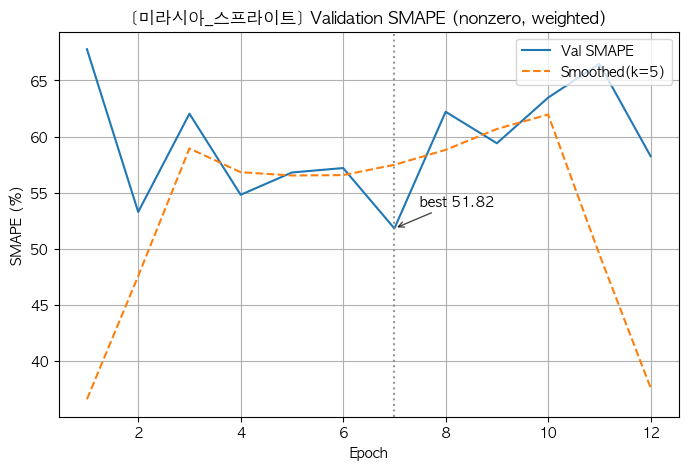 [미라시아_스프라이트] Validation SMAPE (nonzero, weighted)
Val SMAPE
Smoothed(k=5)
best 51.82
SMAPE (%)
65
60
55
50
45
40
2 4 6 8 10 12
Epoch